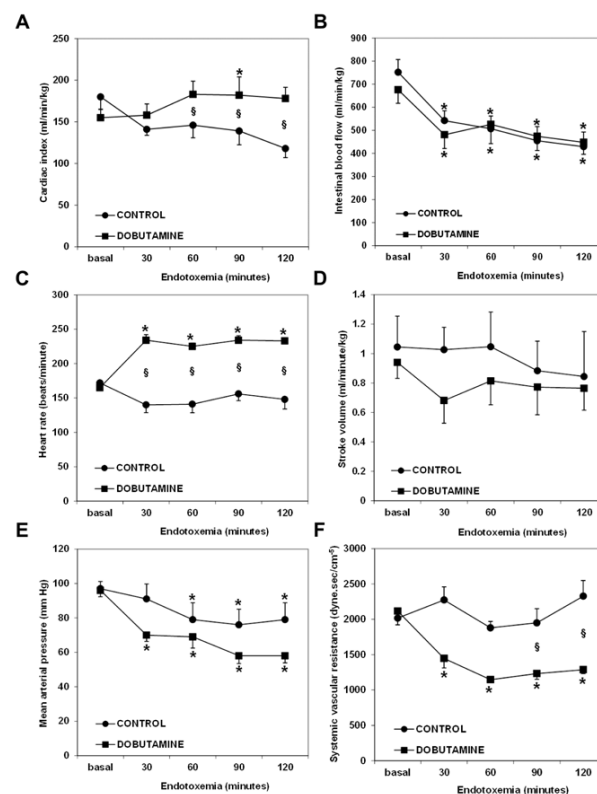 A
Cardiac index (ml/min/kg)
250
200
150
100
50
0
*
§
§
§
CONTROL
DOBUTAMINE
basal 30 60 90 120
Endotoxemia (minutes)
B
Intestinal blood flow (ml/min/kg)
900
800
700
600
500
400
300
200
100
0
* * * *
* * * *
CONTROL
DOBUTAMINE
basal 30 60 90 120
Endotoxemia (minutes)
C
Heart rate (beats/minute)
300
250
200
150
100
50
0
* * * *
§ § § §
CONTROL
DOBUTAMINE
basal 30 60 90 120
Endotoxemia (minutes)
D
Stroke volume (ml/minute/kg)
1.4
1.2
1
0.8
0.6
0.4
0.2
0
CONTROL
DOBUTAMINE
basal 30 60 90 120
Endotoxemia (minutes)
E
Mean arterial pressure (mm Hg)
120
100
80
60
40
20
0
* * *
* * * *
CONTROL
DOBUTAMINE
basal 30 60 90 120
Endotoxemia (minutes)
F
Systemic vascular resistance (dyne.sec/cm-5)
3000
2500
2000
1500
1000
500
0
§ §
* * * *
CONTROL
DOBUTAMINE
basal 30 60 90 120
Endotoxemia (minutes)